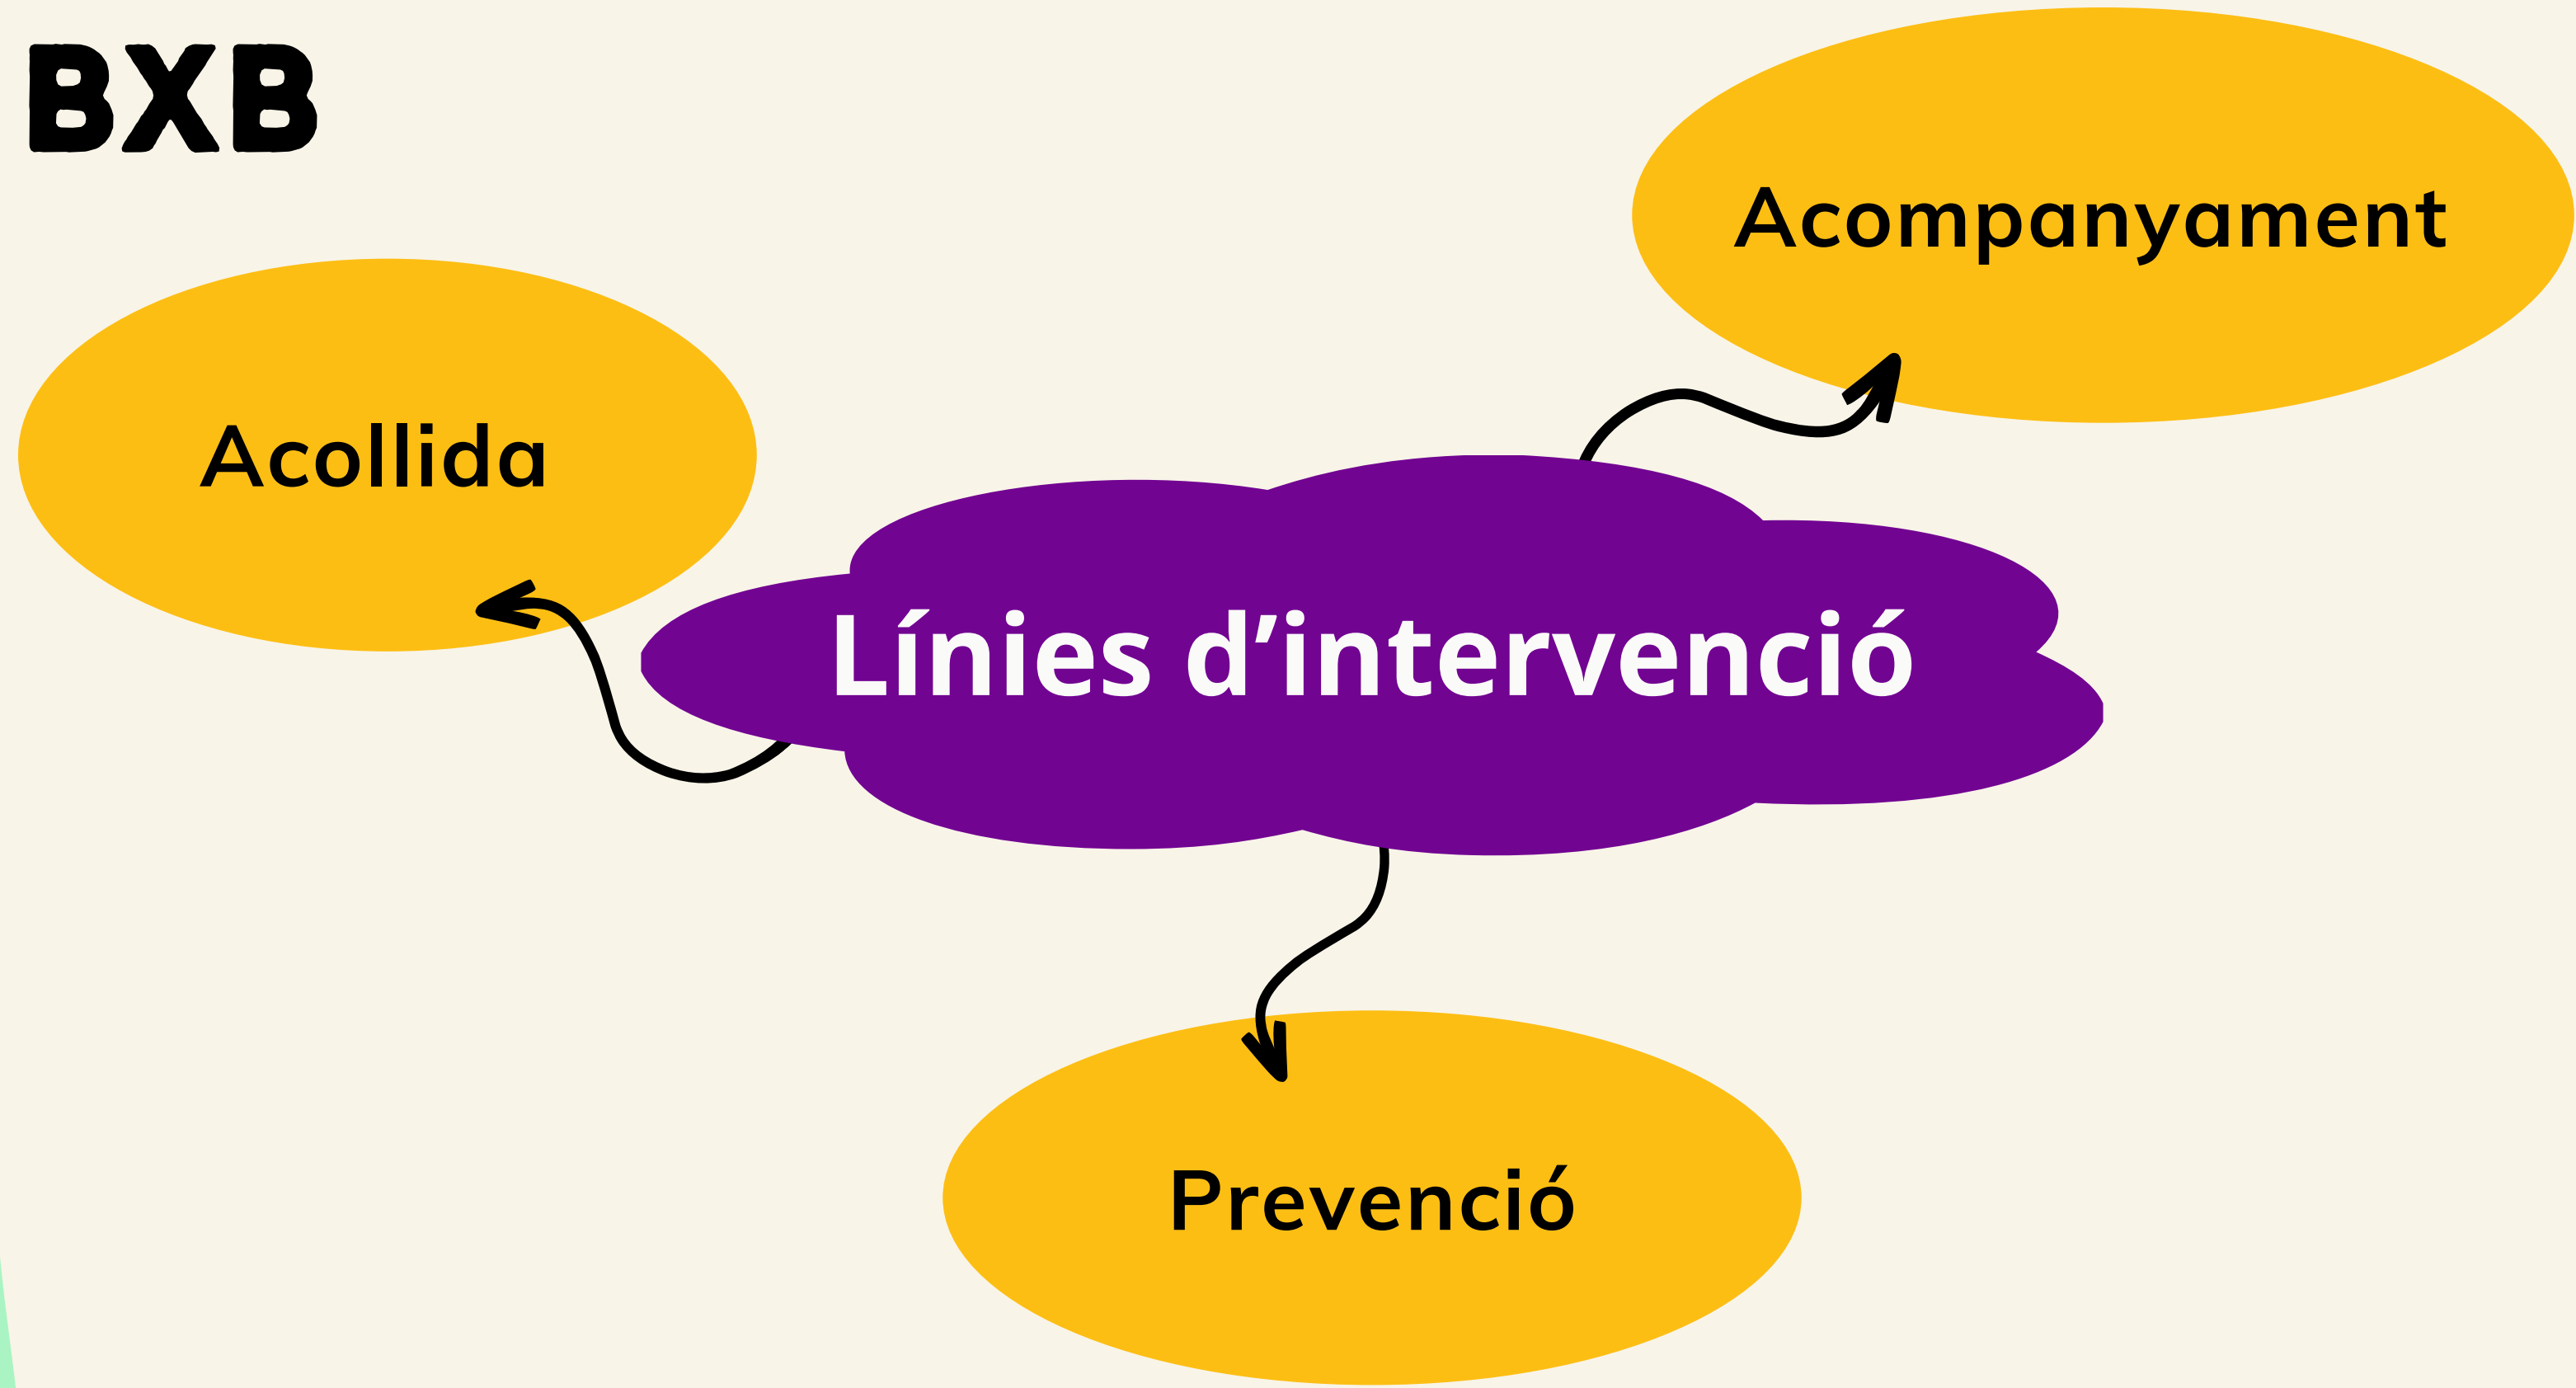 BXB
Acompanyament
Acollida
Línies d’intervenció
Prevenció